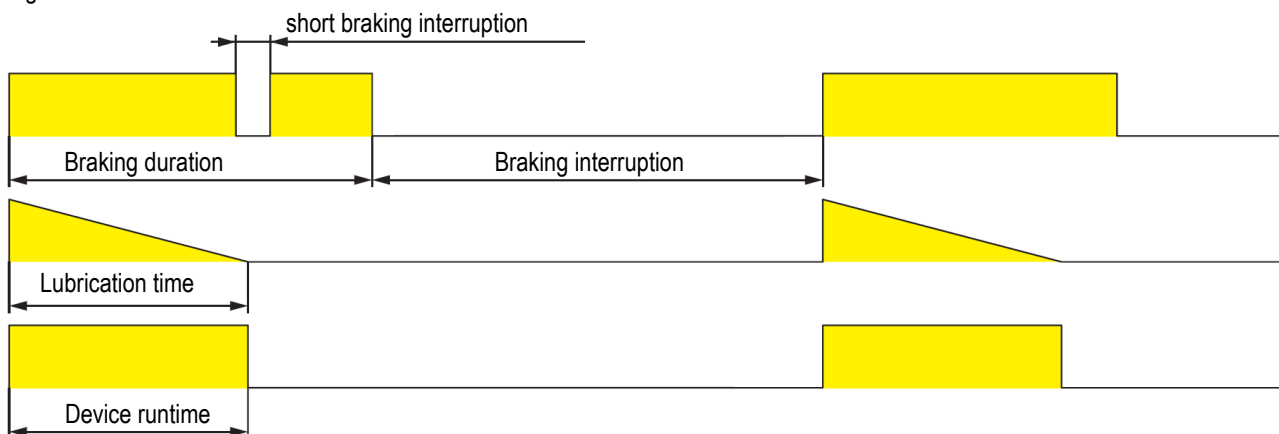 short braking interruption
Braking duration
Braking interruption
Lubrication time
Device runtime